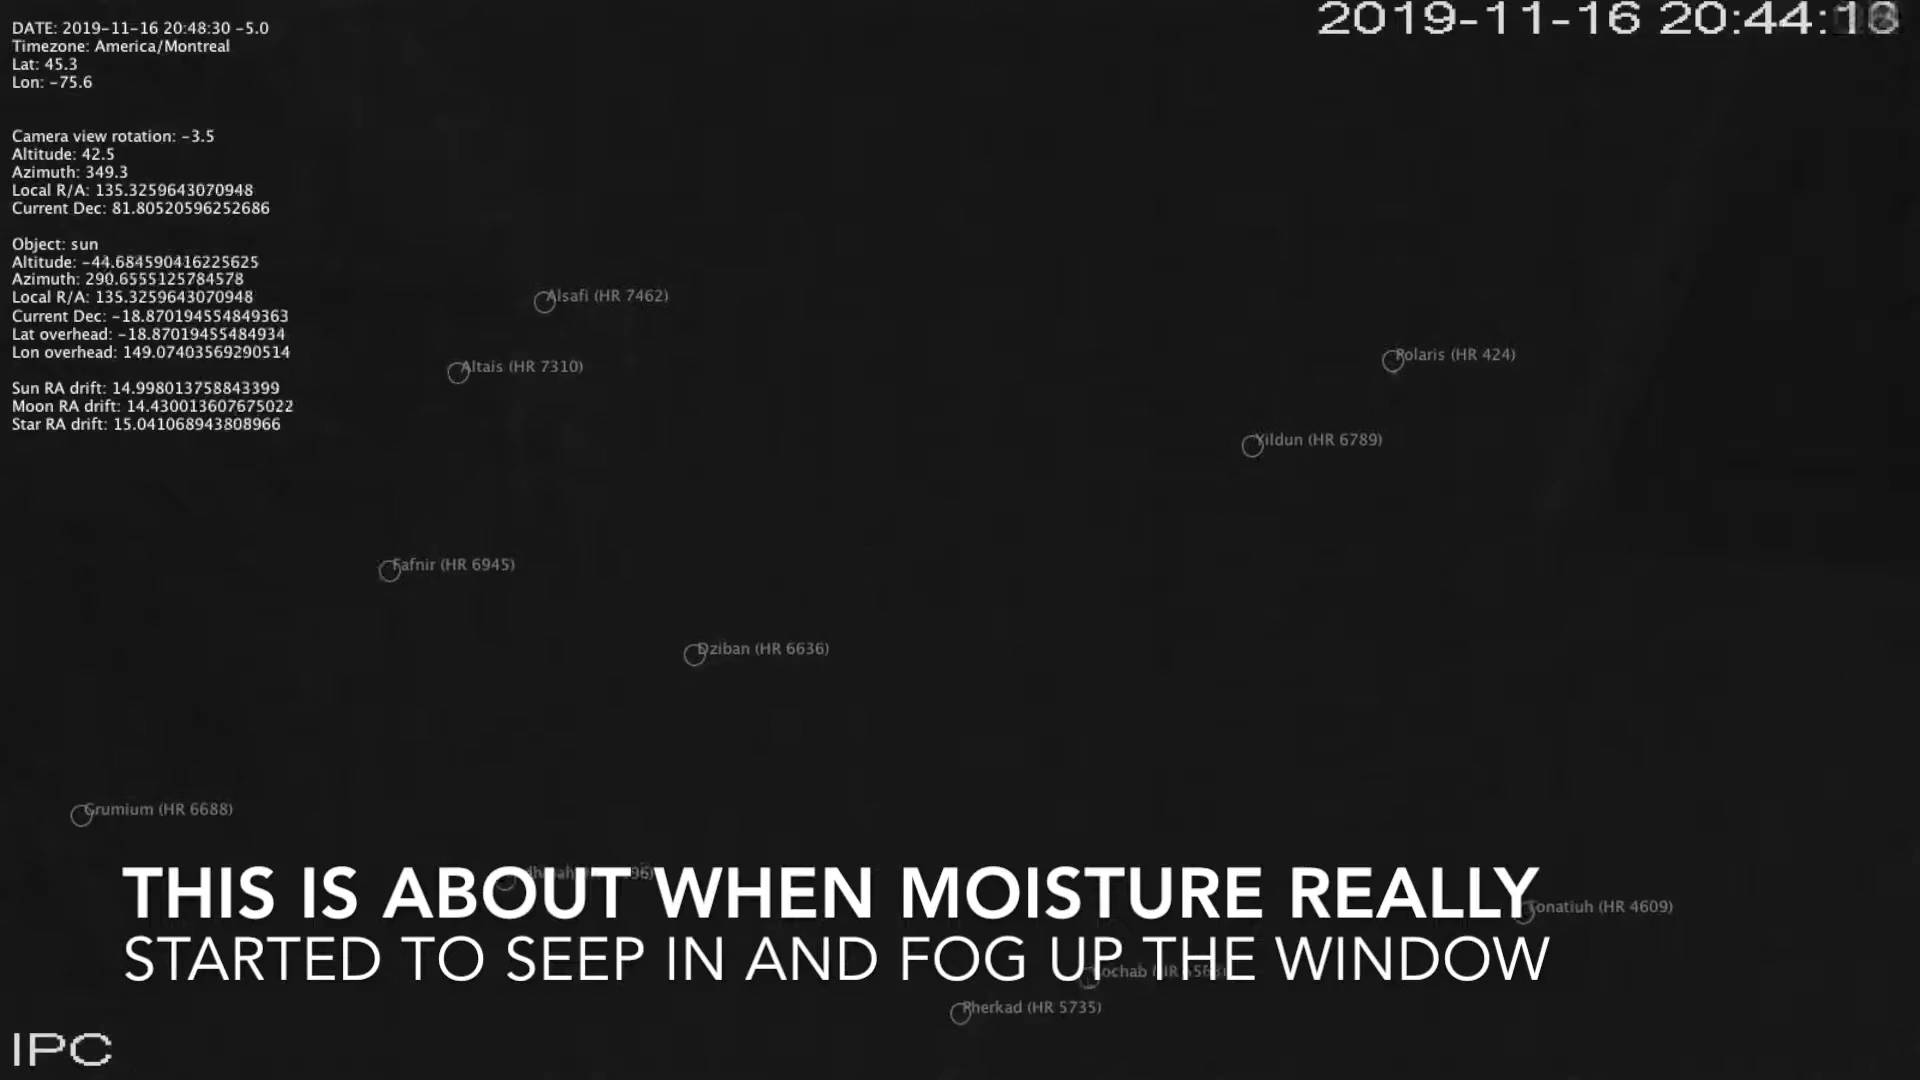 DATE: 2019-11-16 20:48:30 -5.0
Timezone: America/Montreal
Lat: 45.3
Lon: -75.6
2019-11-16 20:44:
Camera view rotation: -3.5
Altitude: 42.5
Azimuth: 349.3
Local R/A: 135.3259643070948
Current Dec: 81.80520596252686
Object: sun
Altitude: -44.684590416225625
Azimuth: 290.6555125784578
Local R/A: 135.3259643070948
Current Dec: -18.870194554849363
Lat overhead: -18.87019455484934
Lon overhead: 149.07403569290514
Sun RA drift: 14.998013758843399
Moon RA drift: 14.430013607675022
Star RA drift: 15.041068943808966
Alsafi (HR 7462)
Altais (HR 7310)
Polaris (HR 424)
Yildun (HR 6789)
Fafnir (HR 6945)
Dziban (HR 6636)
Grumium (HR 6688)
THIS IS ABOUT WHEN MOISTURE REALLY
Tonatiuh (HR 4609)
STARTED TO SEEP IN AND FOG UP THE WINDOW
Pherkad (HR 5735)
IPC